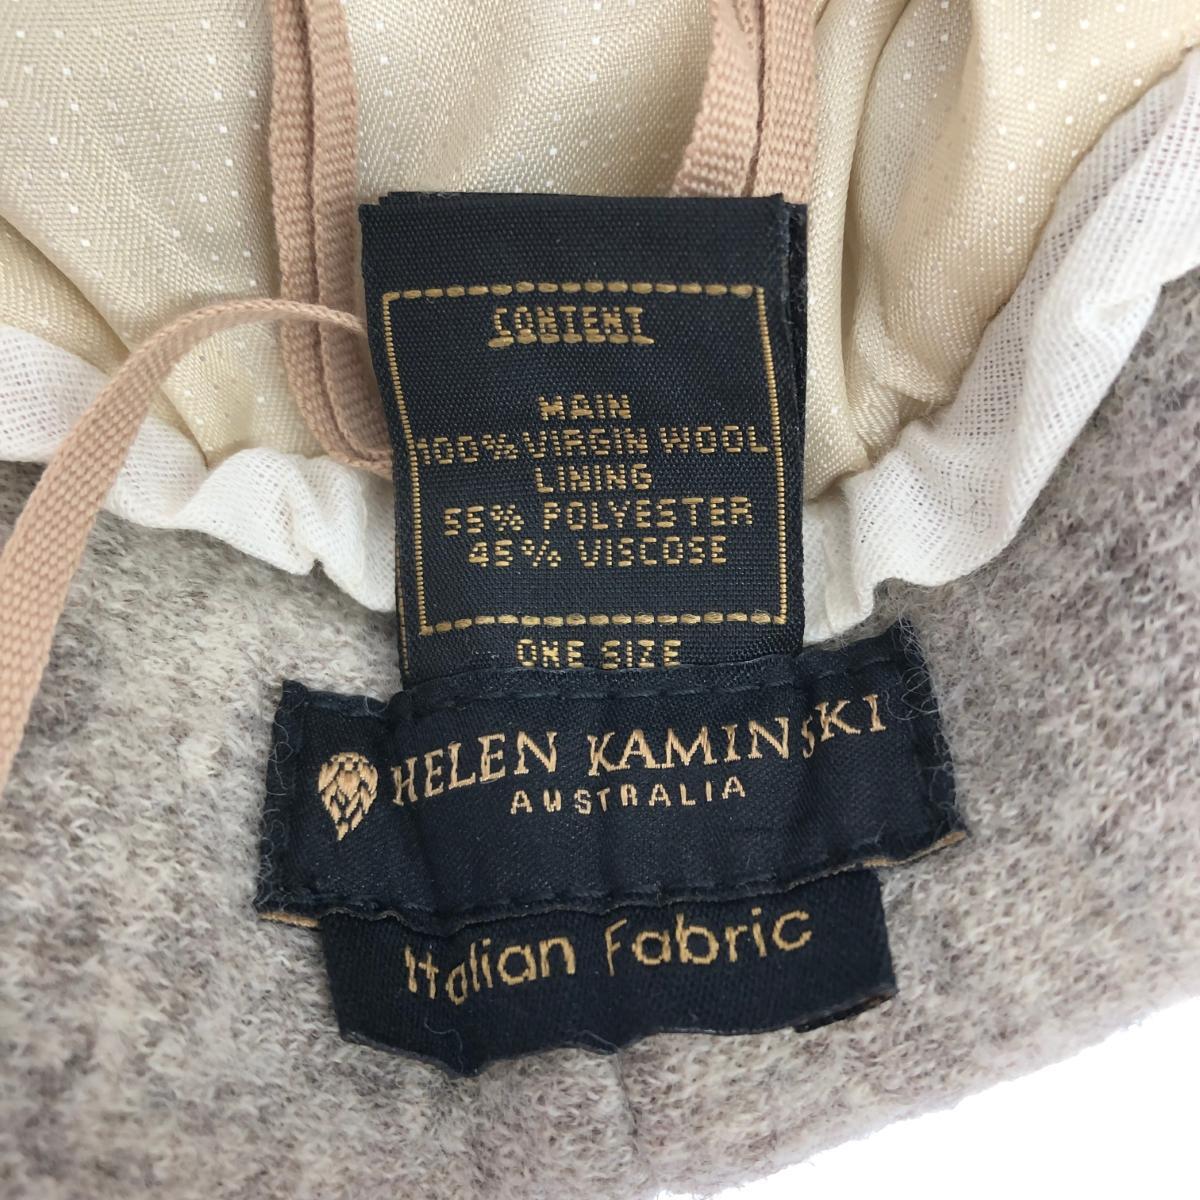 CONTENT
MAIN
100% VIRGIN WOOL
LINING
55% POLYESTER
45% VISCOSE
ONE SIZE
HELEN KAMINSKI
AUSTRALIA
Italian Fabric